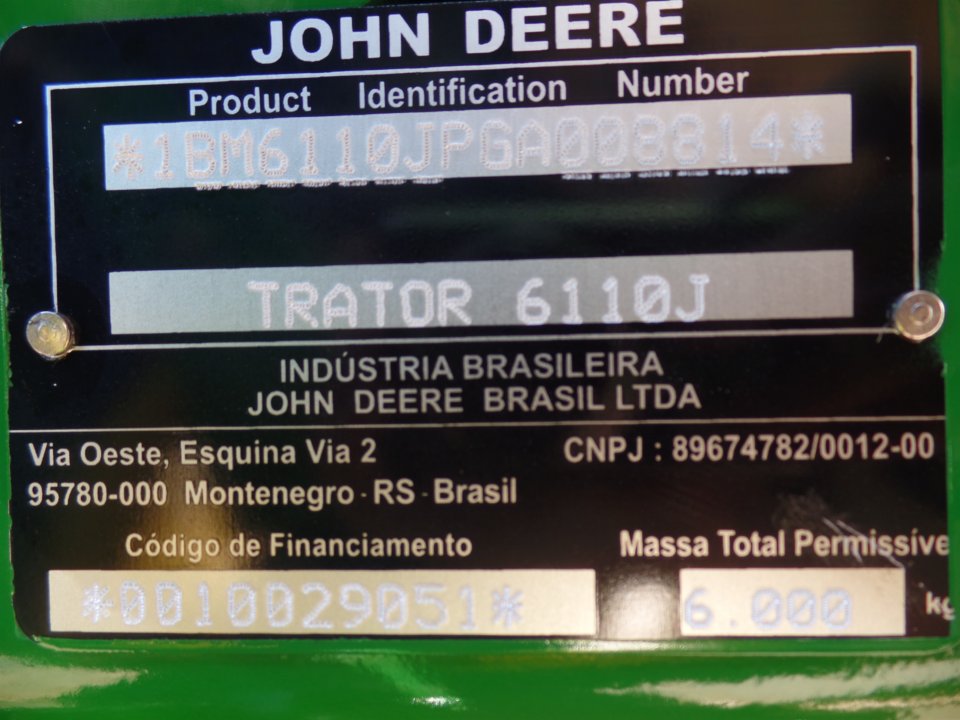 JOHN DEERE
Product Identification Number
*1BM6110JPGA008814*
TRATOR 6110J
INDÚSTRIA BRASILEIRA
JOHN DEERE BRASIL LTDA
Via Oeste, Esquina Via 2
CNPJ : 89674782/0012-00
95780-000 Montenegro - RS - Brasil
Código de Financiamento
Massa Total Permissíve
*0010029051*
6.000 kg